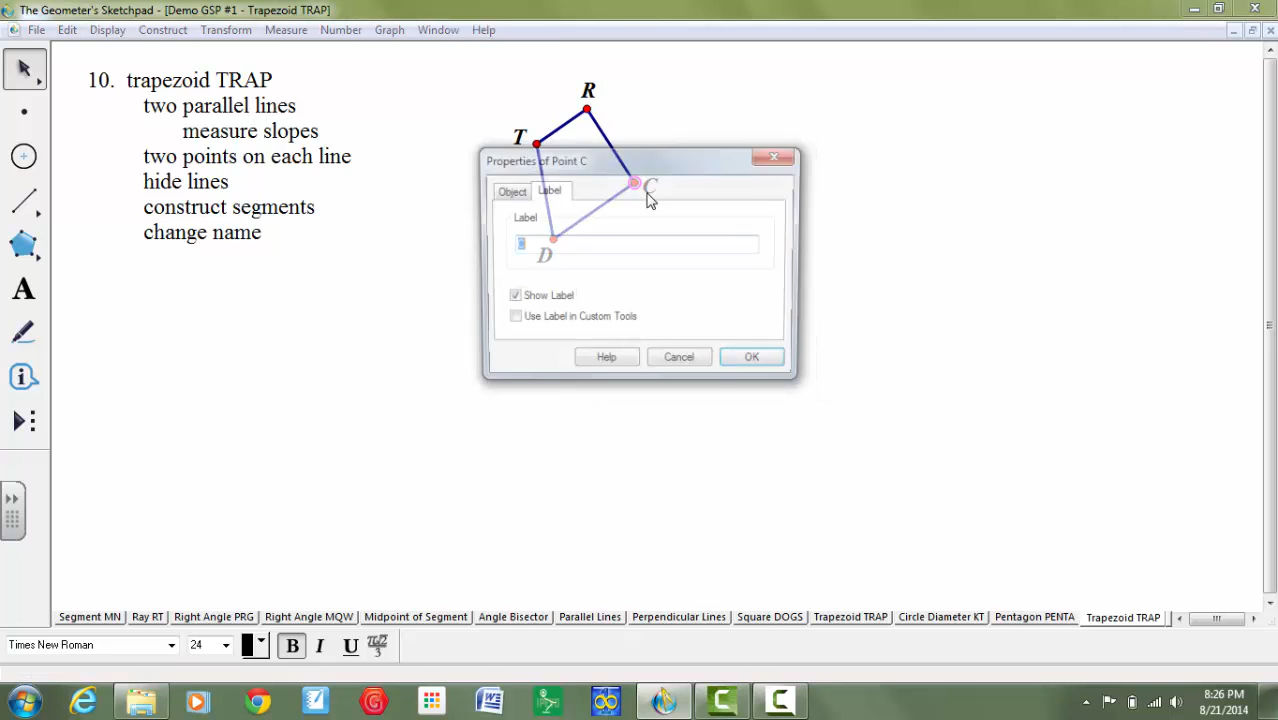 The Geometer's Sketchpad - [Demo GSP #1 - Trapezoid TRAP]
File Edit Display Construct Transform Measure Number Graph Window Help
10. trapezoid TRAP
two parallel lines
measure slopes
two points on each line
hide lines
construct segments
change name
R
T
Properties of Point C
Object Label
C
Label
D
Show Label
Use Label in Custom Tools
Help Cancel OK
A
Segment MN Ray RT Right Angle PRG Right Angle MQW Midpoint of Segment Angle Bisector Parallel Lines Perpendicular Lines Square DOGS Trapezoid TRAP Circle Diameter KT Pentagon PENTA Trapezoid TRAP
Times New Roman 24 B I U
8:26 PM
8/21/2014